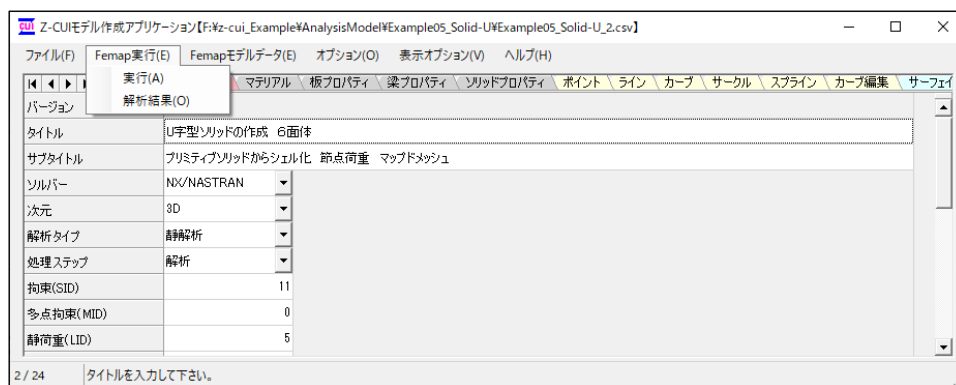 CUI Z-CUIモデル作成アプリケーション【F:¥z-cui_Example¥AnalysisModel¥Example05_Solid-U¥Example05_Solid-U_2.csv】
ファイル(F) Femap実行(E) Femapモデルデータ(E) オプション(O) 表示オプション(V) ヘルプ(H)
実行(A)
解析結果(O)
マテリアル 板プロパティ 梁プロパティ ソリッドプロパティ ポイント ライン カーブ サークル スプライン カーブ編集 サーフェイ
バージョン
タイトル U字型ソリッドの作成 6面体
サブタイトル プリミティブソリッドからシェル化 節点荷重 マップドメッシュ
ソルバー NX/NASTRAN
次元 3D
解析タイプ 静解析
処理ステップ 解析
拘束(SID) 11
多点拘束(MID) 0
静荷重(LID) 5
2 / 24 タイトルを入力して下さい。